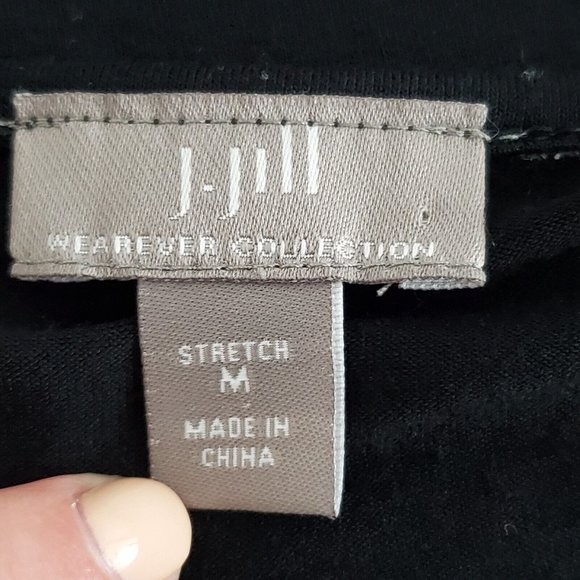 J.Jill
WEAREVER COLLECTION
STRETCH
M
MADE IN
CHINA